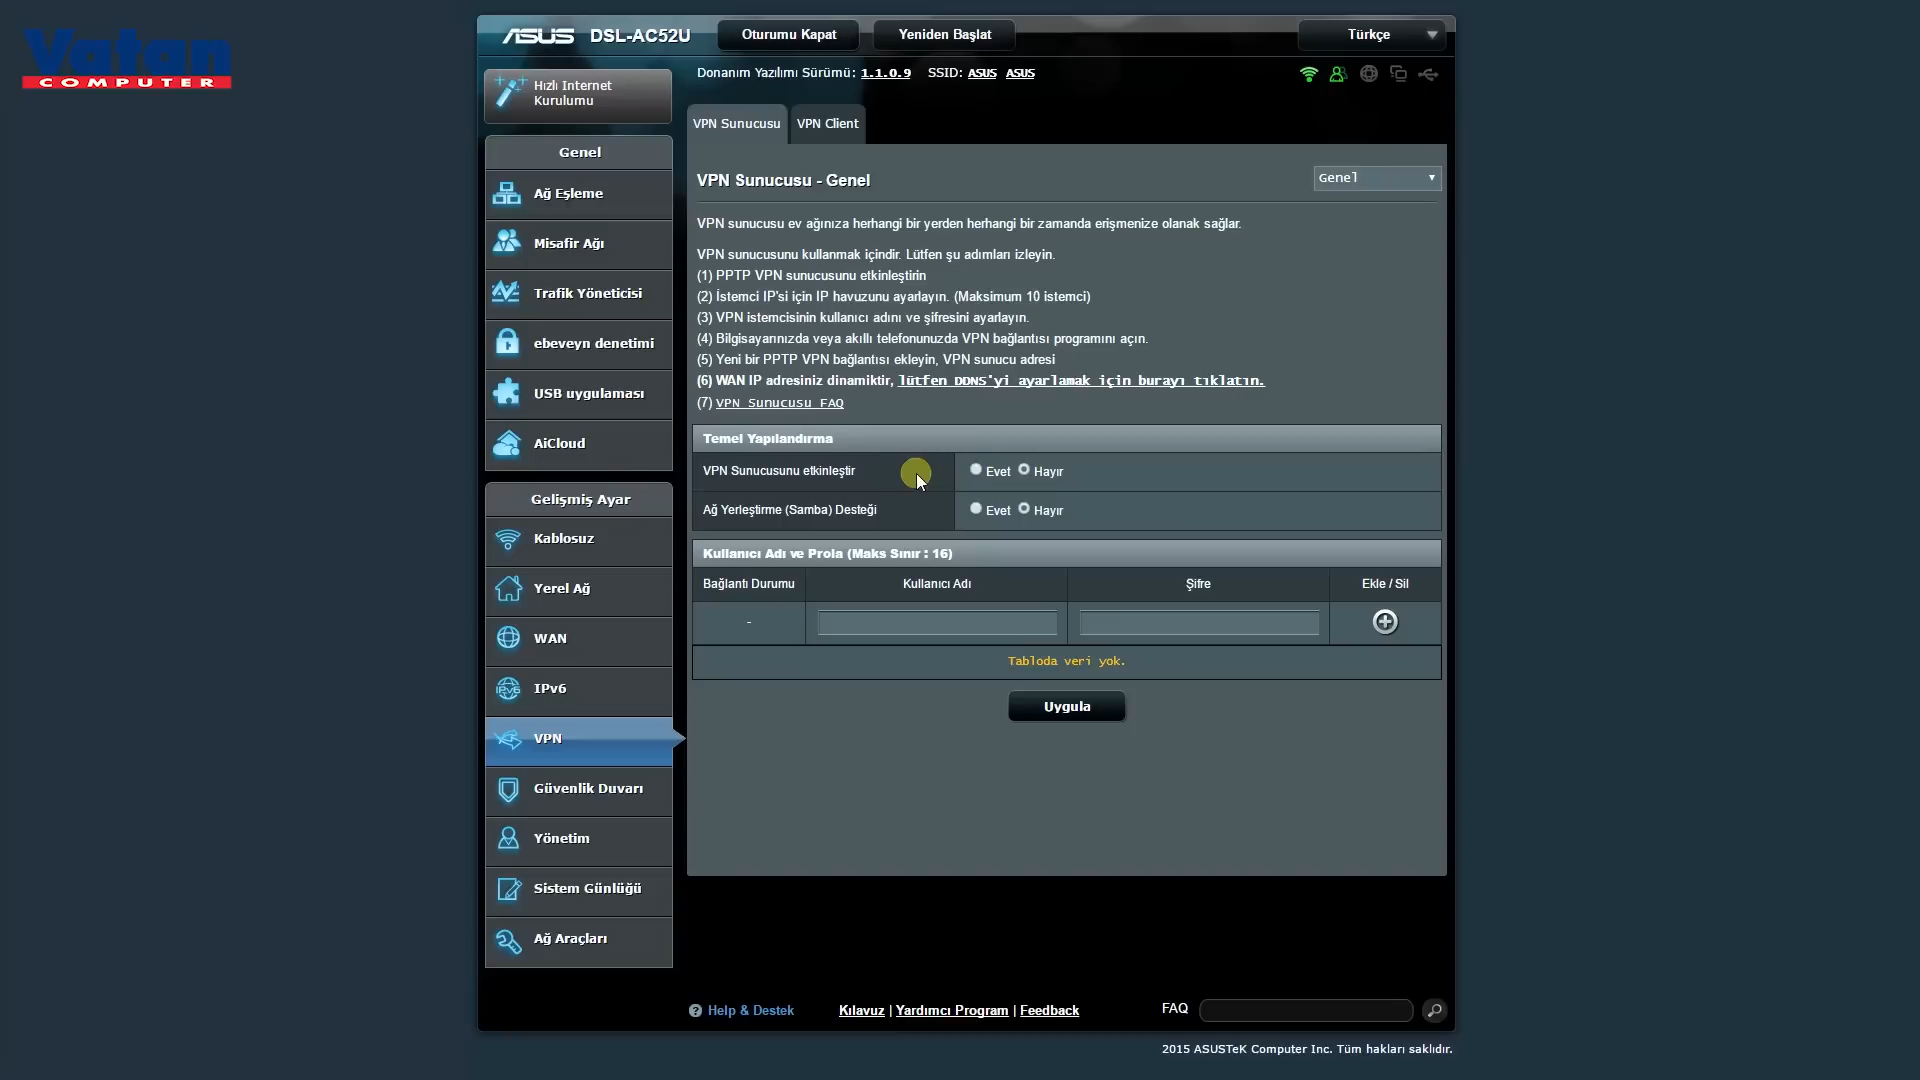 Vatan
COMPUTER
ASUS DSL-AC52U Oturumu Kapat Yeniden Başlat Türkçe
Donanım Yazılımı Sürümü: 1.1.0.9 SSID: ASUS ASUS
Hızlı Internet
Kurulumu
Genel
Ağ Eşleme
Misafir Ağı
Trafik Yöneticisi
ebeveyn denetimi
USB uygulaması
AiCloud
Gelişmiş Ayar
Kablosuz
Yerel Ağ
WAN
IPv6
VPN
Güvenlik Duvarı
Yönetim
Sistem Günlüğü
Ağ Araçları
VPN Sunucusu VPN Client
VPN Sunucusu - Genel
Genel
VPN sunucusu ev ağınıza herhangi bir yerden herhangi bir zamanda erişmenize olanak sağlar.
VPN sunucusunu kullanmak içindir. Lütfen şu adımları izleyin.
(1) PPTP VPN sunucusunu etkinleştirin
(2) İstemci IP'si için IP havuzunu ayarlayın. (Maksimum 10 istemci)
(3) VPN istemcisinin kullanıcı adını ve şifresini ayarlayın.
(4) Bilgisayarınızda veya akıllı telefonunuzda VPN bağlantısı programını açın.
(5) Yeni bir PPTP VPN bağlantısı ekleyin, VPN sunucu adresi
(6) WAN IP adresiniz dinamiktir, lütfen DDNS'yi ayarlamak için burayı tıklatın.
(7) VPN Sunucusu FAQ
Temel Yapılandırma
VPN Sunucusunu etkinleştir Evet Hayır
Ağ Yerleştirme (Samba) Desteği Evet Hayır
Kullanıcı Adı ve Prola (Maks Sınır : 16)
Bağlantı Durumu Kullanıcı Adı Şifre Ekle / Sil
-
Tabloda veri yok.
Uygula
Help & Destek Kılavuz | Yardımcı Program | Feedback FAQ
2015 ASUSTeK Computer Inc. Tüm hakları saklıdır.